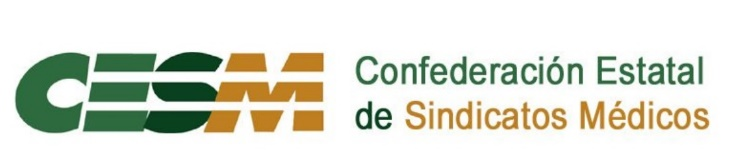 CESM
Confederación Estatal
de Sindicatos Médicos